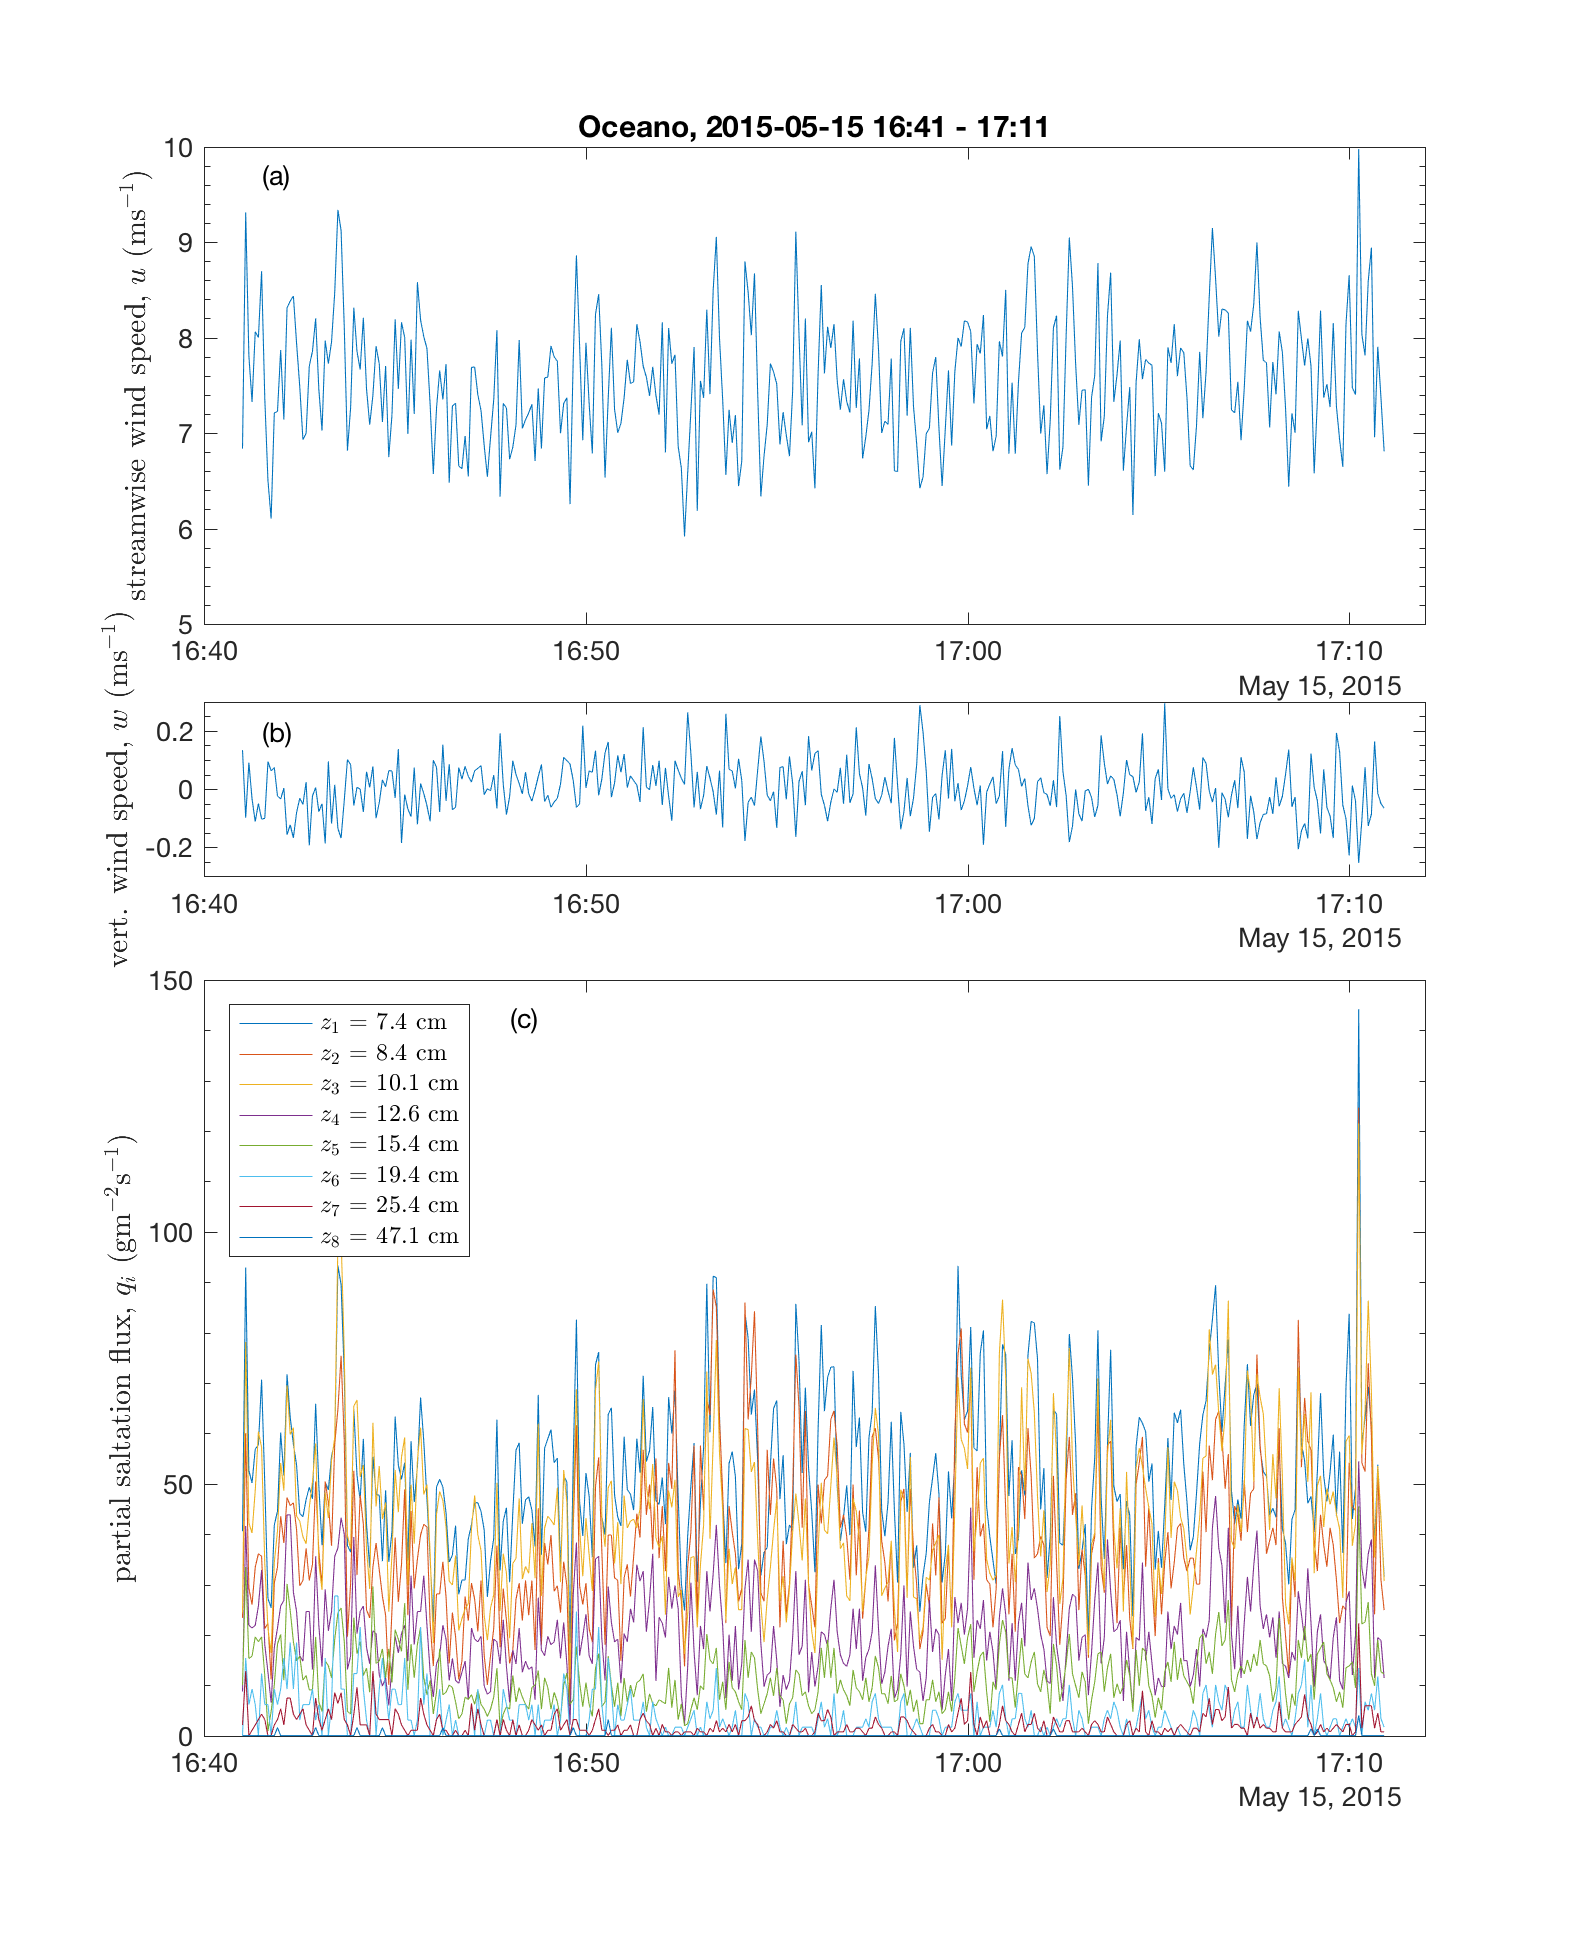 Oceano, 2015-05-15 16:41 - 17:11
(a)
streamwise wind speed, u (ms⁻¹)
10
9
8
7
6
5
16:40 16:50 17:00 17:10
May 15, 2015
(b)
vert. wind speed, w (ms⁻¹)
0.2
0
-0.2
16:40 16:50 17:00 17:10
May 15, 2015
(c)
partial saltation flux, qᵢ (gm⁻²s⁻¹)
150
100
50
0
z₁ = 7.4 cm
z₂ = 8.4 cm
z₃ = 10.1 cm
z₄ = 12.6 cm
z₅ = 15.4 cm
z₆ = 19.4 cm
z₇ = 25.4 cm
z₈ = 47.1 cm
16:40 16:50 17:00 17:10
May 15, 2015